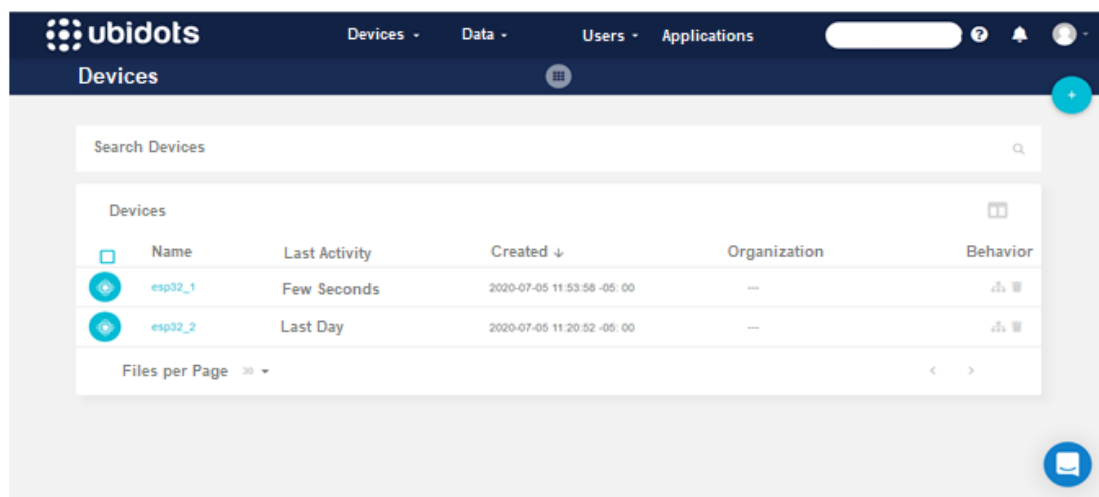 ubidots Devices Data Users Applications
Devices
Search Devices
Devices
Name Last Activity Created ↓ Organization Behavior
esp32_1 Few Seconds 2020-07-05 11:53:58 -05: 00 ---
esp32_2 Last Day 2020-07-05 11:20:52 -05: 00 ---
Files per Page 30 < >